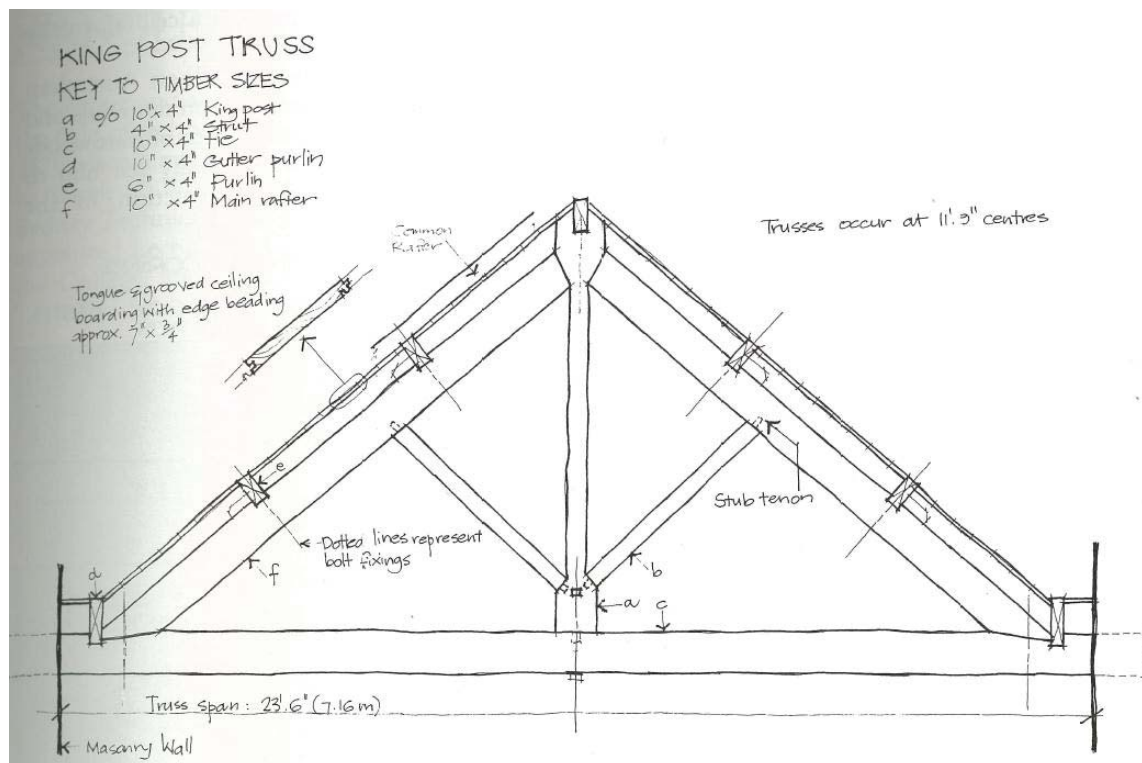 KING POST TRUSS
KEY TO TIMBER SIZES
a o/o 10" x 4" King post
b 4" x 4" Strut
c 10" x 4" Tie
d 10" x 4" Gutter purlin
e 6" x 4" Purlin
f 10" x 4" Main rafter
Trusses occur at 11'.9" centres
Common
Rafter
Tongue & grooved ceiling
boarding with edge beading
approx. 7" x 3/4"
e
Stub tenon
Dotted lines represent
bolt fixings
f
b
d
a
c
Truss span: 23'.6" (7.16m)
Masonry Wall